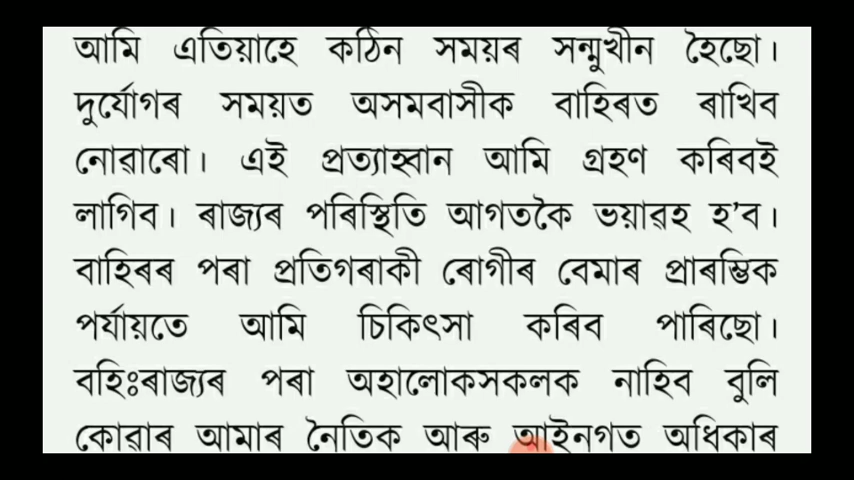 আমি এতিয়াহে কঠিন সময়ৰ সন্মুখীন হৈছো।
দুৰ্যোগৰ সময়ত অসমবাসীক বাহিৰত ৰাখিব
নোৱাৰো। এই প্ৰত্যাহ্বান আমি গ্ৰহণ কৰিবই
লাগিব। ৰাজ্যৰ পৰিস্থিতি আগতকৈ ভয়াৱহ হ’ব।
বাহিৰৰ পৰা প্ৰতিগৰাকী ৰোগীৰ বেমাৰ প্ৰাৰম্ভিক
পৰ্যায়তে আমি চিকিৎসা কৰিব পাৰিছো।
বহিঃৰাজ্যৰ পৰা অহালোকসকলক নাহিব বুলি
কোৱাৰ আমাৰ নৈতিক আৰু আইনগত অধিকাৰ